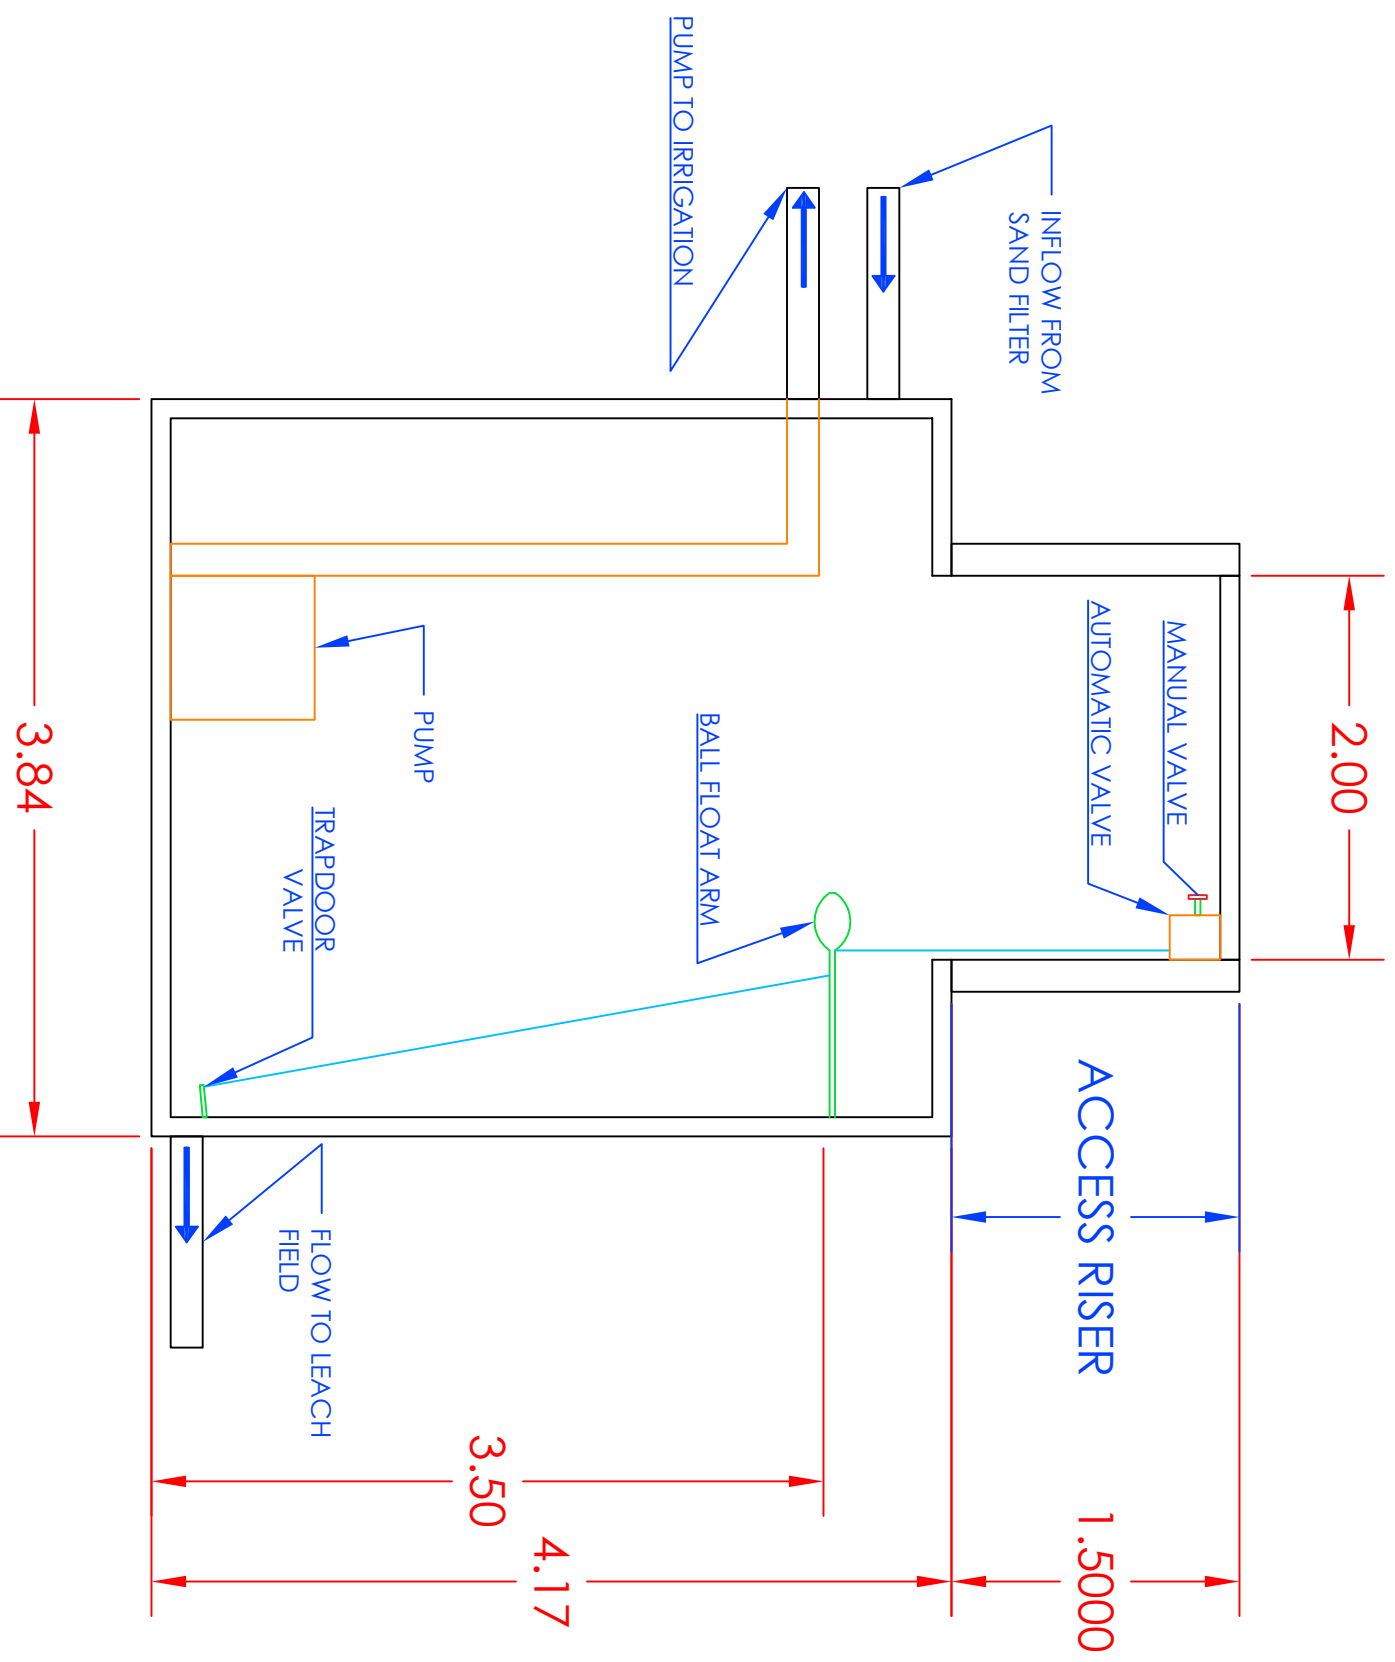 2.00
MANUAL VALVE
AUTOMATIC VALVE
ACCESS RISER
1.5000
INFLOW FROM
SAND FILTER
PUMP TO IRRIGATION
BALL FLOAT ARM
PUMP
TRAPDOOR
VALVE
FLOW TO LEACH
FIELD
3.50
4.17
3.84